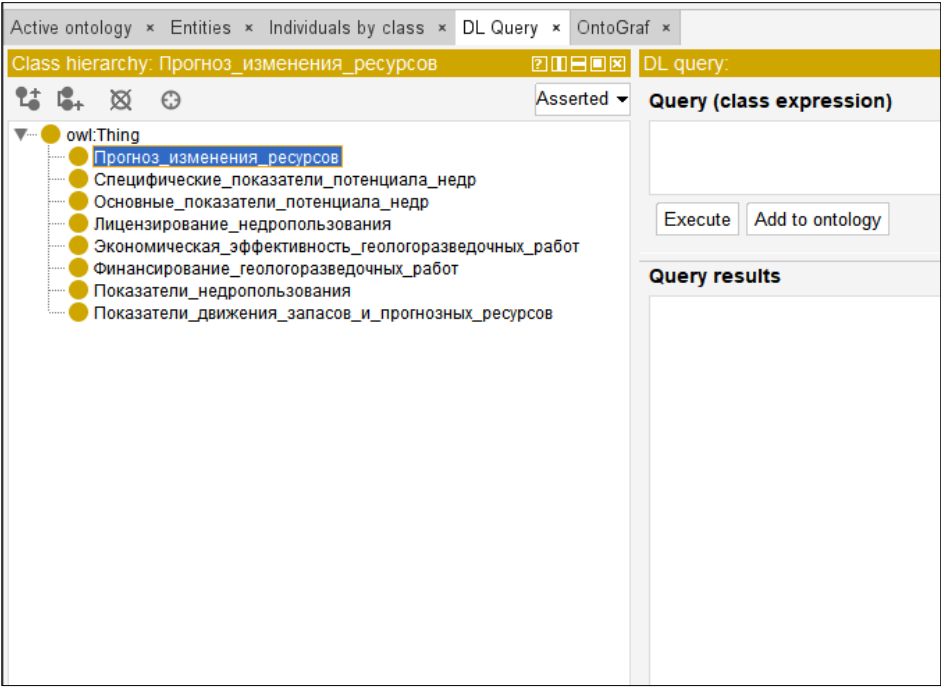 Active ontology × Entities × Individuals by class × DL Query × OntoGraf ×
Class hierarchy: Прогноз_изменения_ресурсов
DL query:
Asserted
Query (class expression)
owl:Thing
Прогноз_изменения_ресурсов
Специфические_показатели_потенциала_недр
Основные_показатели_потенциала_недр
Лицензирование_недропользования
Экономическая_эффективность_геологоразведочных_работ
Финансирование_геологоразведочных_работ
Показатели_недропользования
Показатели_движения_запасов_и_прогнозных_ресурсов
Execute
Add to ontology
Query results